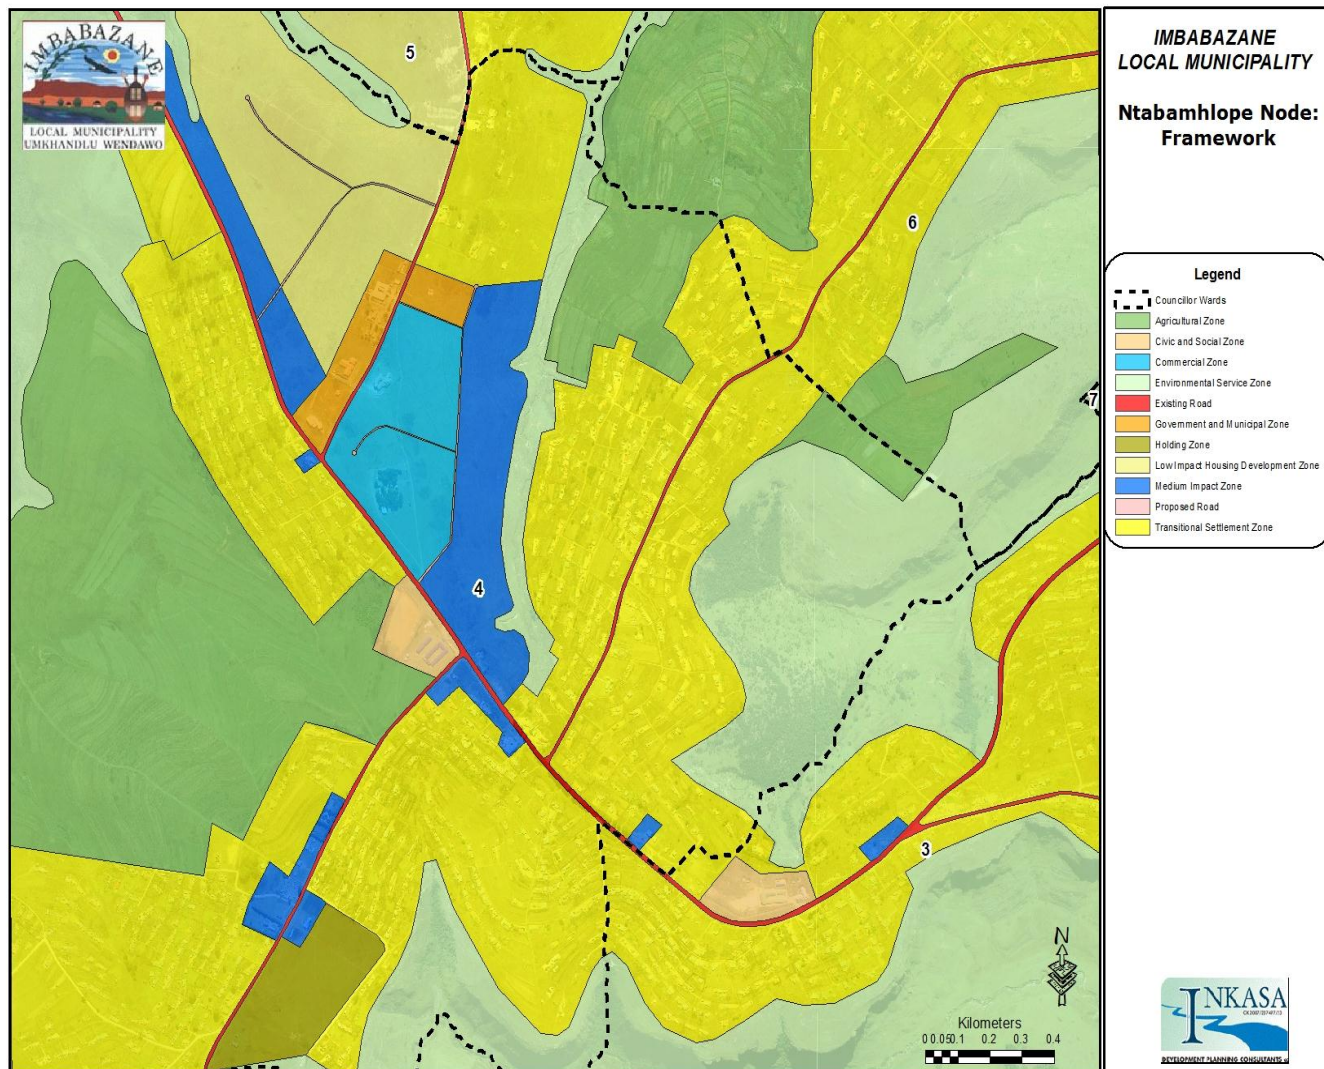 IMBABAZANE
LOCAL MUNICIPALITY
UMKHANDLU WENDAWO
5
6
7
4
3
N
Kilometers
0 0.050.1 0.2 0.3 0.4
IMBABAZANE
LOCAL MUNICIPALITY
Ntabamhlope Node:
Framework
Legend
Councillor Wards
Agricultural Zone
Civic and Social Zone
Commercial Zone
Environmental Service Zone
Existing Road
Government and Municipal Zone
Holding Zone
Low Impact Housing Development Zone
Medium Impact Zone
Proposed Road
Transitional Settlement Zone
INKASA
DEVELOPMENT PLANNING CONSULTANTS